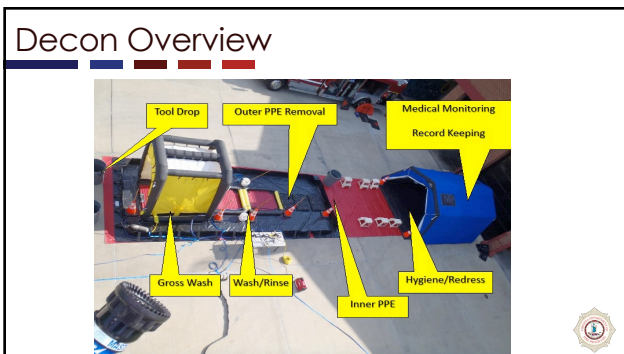 Decon Overview
Tool Drop
Outer PPE Removal
Medical Monitoring
Record Keeping
Gross Wash
Wash/Rinse
Inner PPE
Hygiene/Redress